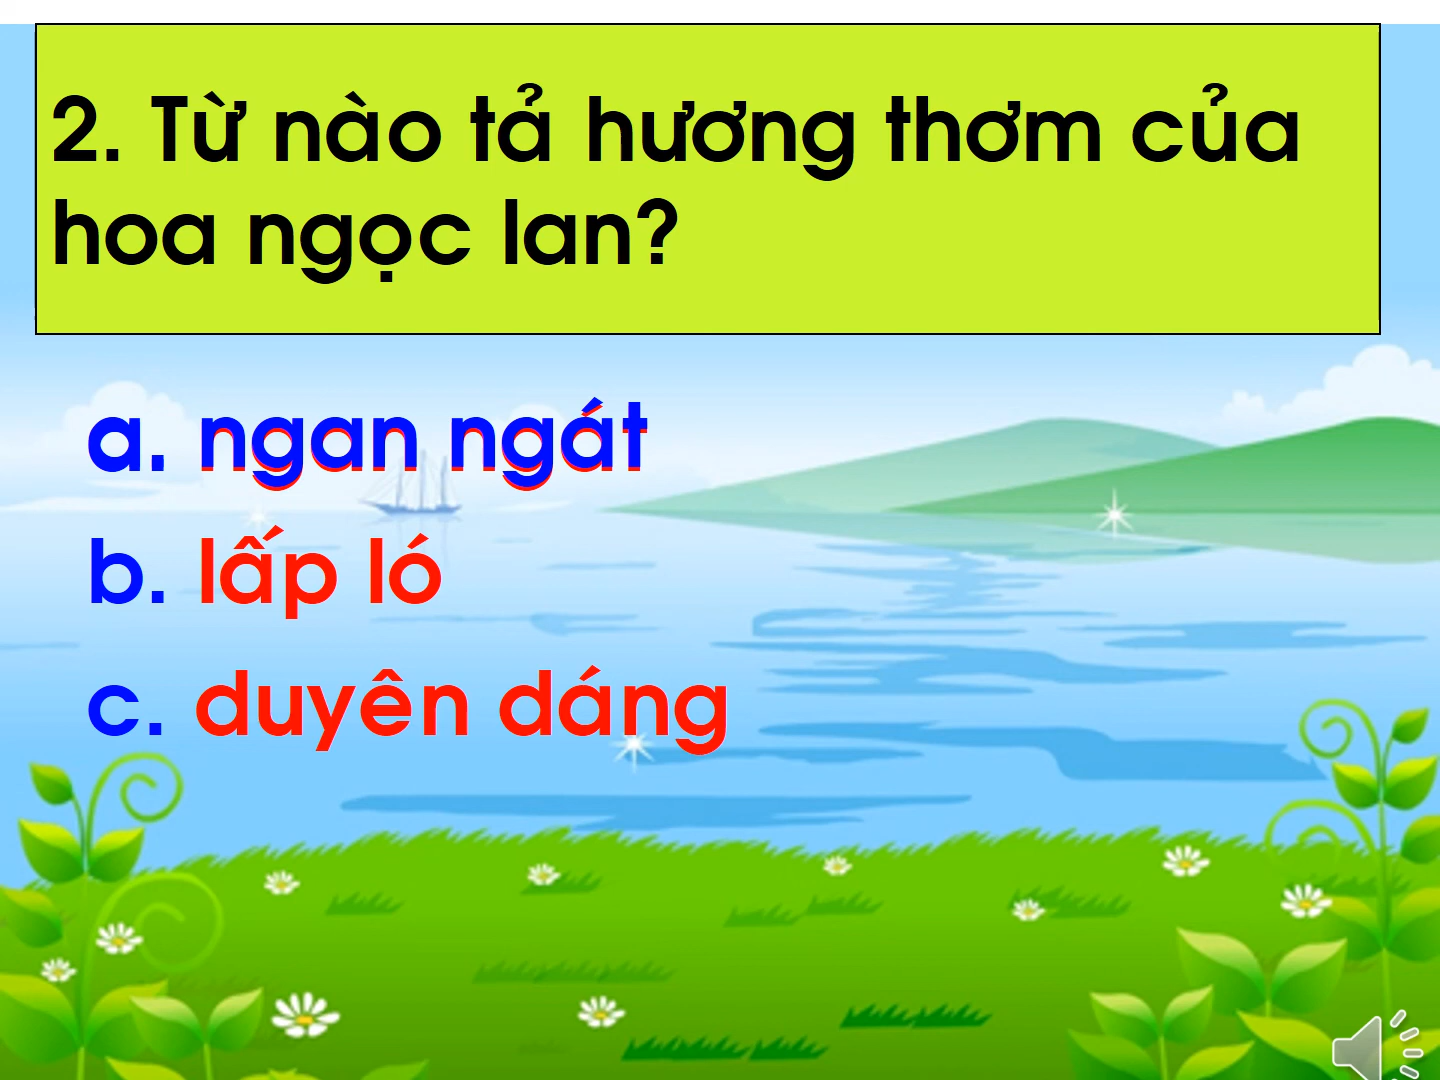 2. Từ nào tả hương thơm của
hoa ngọc lan?
a. ngan ngát
b. lấp ló
c. duyên dáng